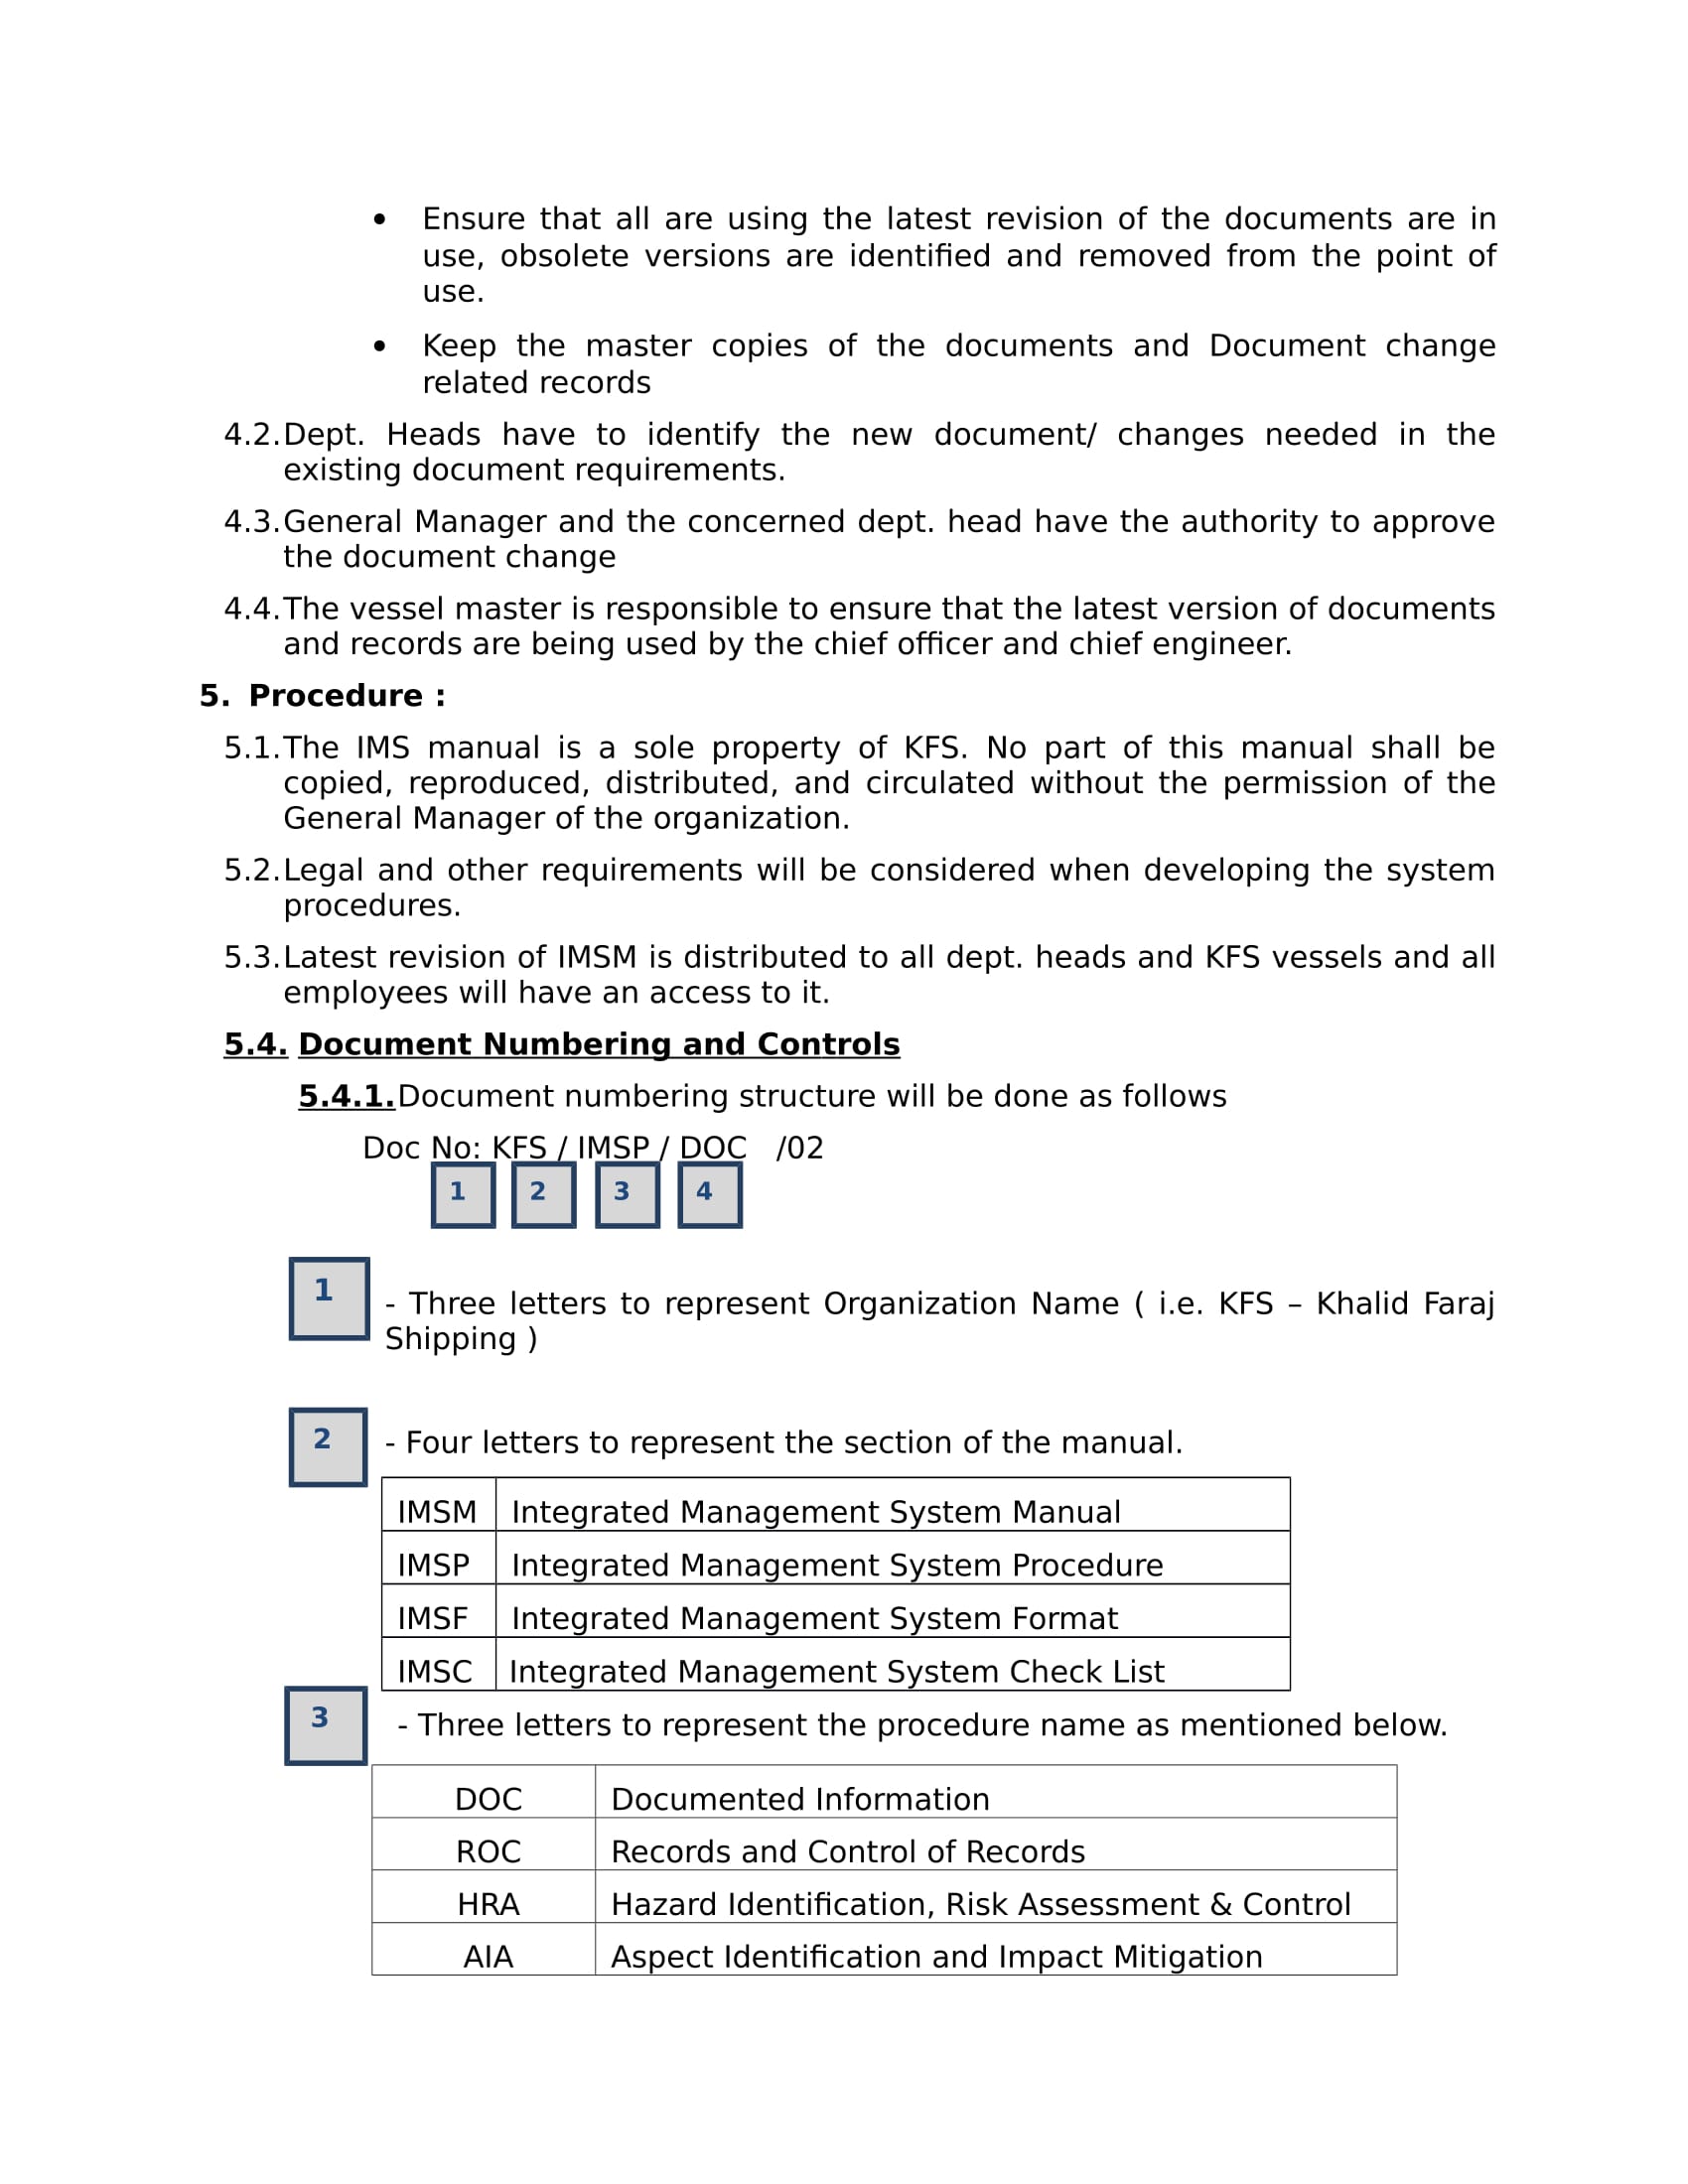 • Ensure that all are using the latest revision of the documents are in
use, obsolete versions are identified and removed from the point of
use.
• Keep the master copies of the documents and Document change
related records
4.2. Dept. Heads have to identify the new document/ changes needed in the
existing document requirements.
4.3. General Manager and the concerned dept. head have the authority to approve
the document change
4.4. The vessel master is responsible to ensure that the latest version of documents
and records are being used by the chief officer and chief engineer.
5. Procedure :
5.1. The IMS manual is a sole property of KFS. No part of this manual shall be
copied, reproduced, distributed, and circulated without the permission of the
General Manager of the organization.
5.2. Legal and other requirements will be considered when developing the system
procedures.
5.3. Latest revision of IMSM is distributed to all dept. heads and KFS vessels and all
employees will have an access to it.
5.4. Document Numbering and Controls
5.4.1. Document numbering structure will be done as follows
Doc No: KFS / IMSP / DOC /02
1 2 3 4
1 - Three letters to represent Organization Name ( i.e. KFS – Khalid Faraj
Shipping )
2 - Four letters to represent the section of the manual.
IMSM Integrated Management System Manual
IMSP Integrated Management System Procedure
IMSF Integrated Management System Format
IMSC Integrated Management System Check List
3 - Three letters to represent the procedure name as mentioned below.
DOC Documented Information
ROC Records and Control of Records
HRA Hazard Identification, Risk Assessment & Control
AIA Aspect Identification and Impact Mitigation